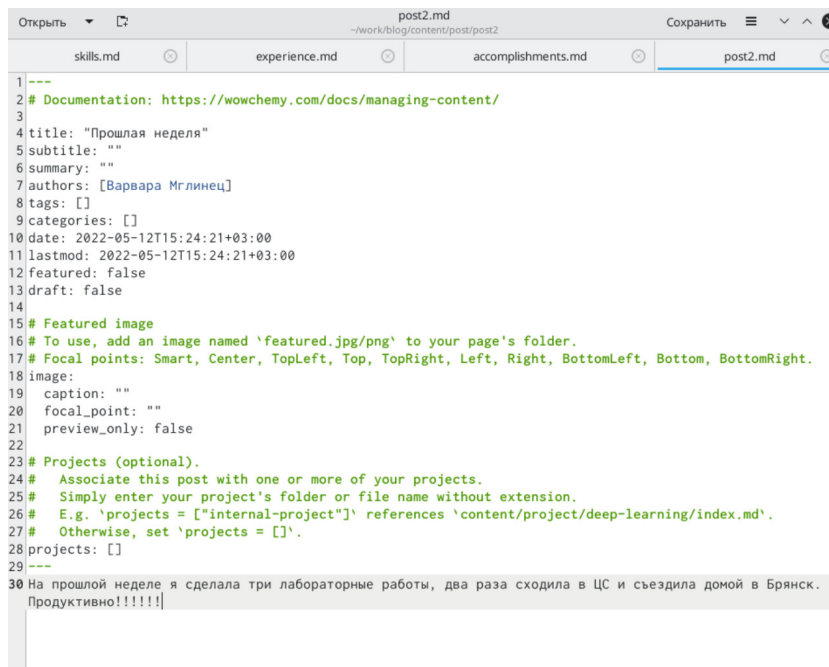 Открыть
post2.md
~/work/blog/content/post/post2
Сохранить
skills.md
experience.md
accomplishments.md
post2.md
1 ---
2 # Documentation: https://wowchemy.com/docs/managing-content/
3
4 title: "Прошлая неделя"
5 subtitle: ""
6 summary: ""
7 authors: [Варвара Мглинец]
8 tags: []
9 categories: []
10 date: 2022-05-12T15:24:21+03:00
11 lastmod: 2022-05-12T15:24:21+03:00
12 featured: false
13 draft: false
14
15 # Featured image
16 # To use, add an image named `featured.jpg/png` to your page's folder.
17 # Focal points: Smart, Center, TopLeft, Top, TopRight, Left, Right, BottomLeft, Bottom, BottomRight.
18 image:
19   caption: ""
20   focal_point: ""
21   preview_only: false
22
23 # Projects (optional).
24 #   Associate this post with one or more of your projects.
25 #   Simply enter your project's folder or file name without extension.
26 #   E.g. `projects = ["internal-project"]` references `content/project/deep-learning/index.md`.
27 #   Otherwise, set `projects = []`.
28 projects: []
29 ---
30 На прошлой неделе я сделала три лабораторные работы, два раза сходила в ЦС и съездила домой в Брянск.
Продуктивно!!!!!!